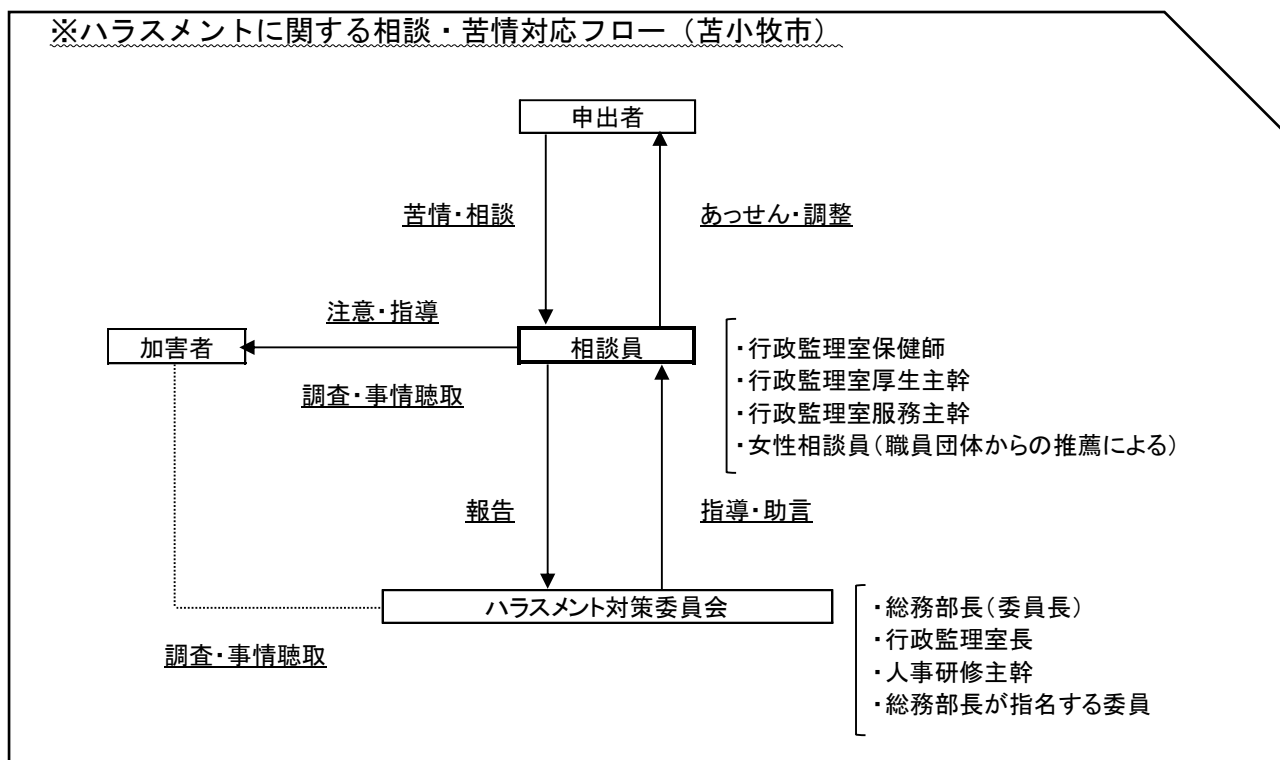 ※ハラスメントに関する相談・苦情対応フロー（苫小牧市）
申出者
苦情・相談
あっせん・調整
注意・指導
加害者
相談員
調査・事情聴取
・行政監理室保健師
・行政監理室厚生主幹
・行政監理室服務主幹
・女性相談員（職員団体からの推薦による）
報告
指導・助言
ハラスメント対策委員会
調査・事情聴取
・総務部長（委員長）
・行政監理室長
・人事研修主幹
・総務部長が指名する委員